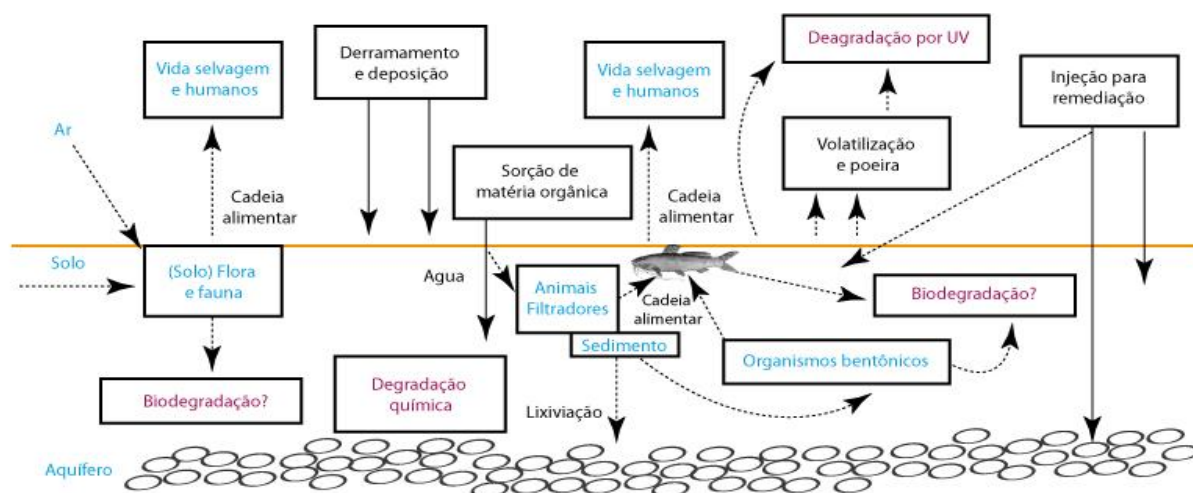 Vida selvagem
e humanos
Derramamento
e deposição
Vida selvagem
e humanos
Deagradação por UV
Injeção para
remediação
Ar
Sorção de
matéria orgânica
Volatilização
e poeira
Cadeia
alimentar
Cadeia
alimentar
Solo
(Solo) Flora
e fauna
Agua
Animais
Filtradores
Cadeia
alimentar
Biodegradação?
Sedimento
Organismos bentônicos
Biodegradação?
Degradação
química
Lixiviação
Aquífero